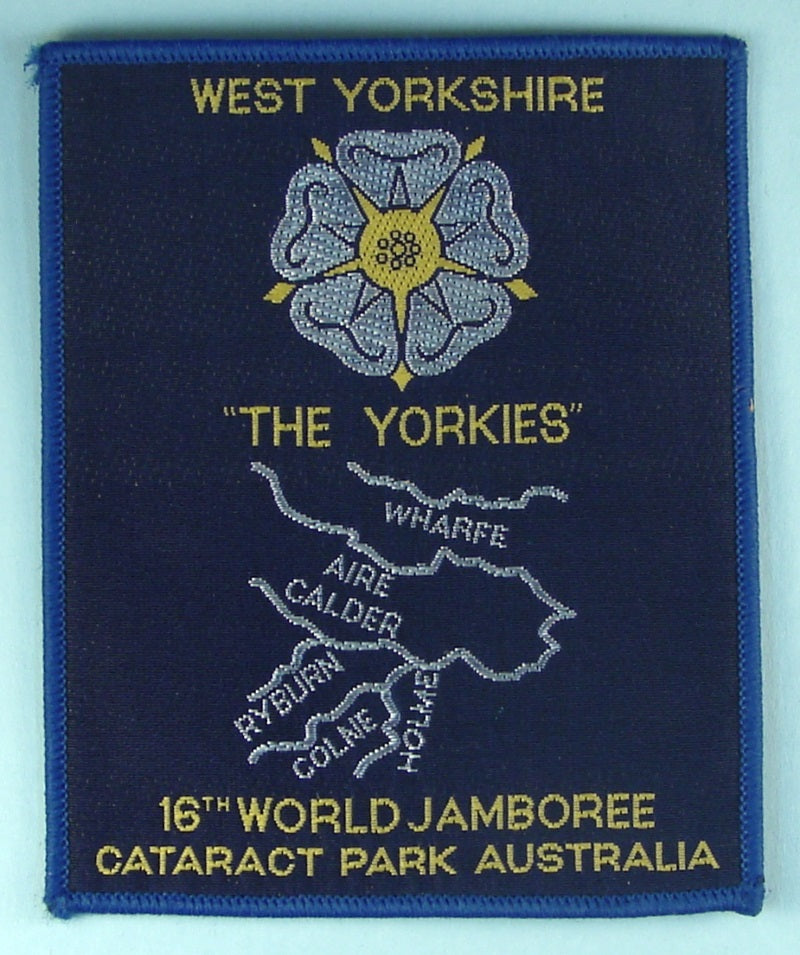 WEST YORKSHIRE
"THE YORKIES"
WHARFE
AIRE
CALDER
RYBURN
COLNE
HOLME
16TH WORLD JAMBOREE
CATARACT PARK AUSTRALIA